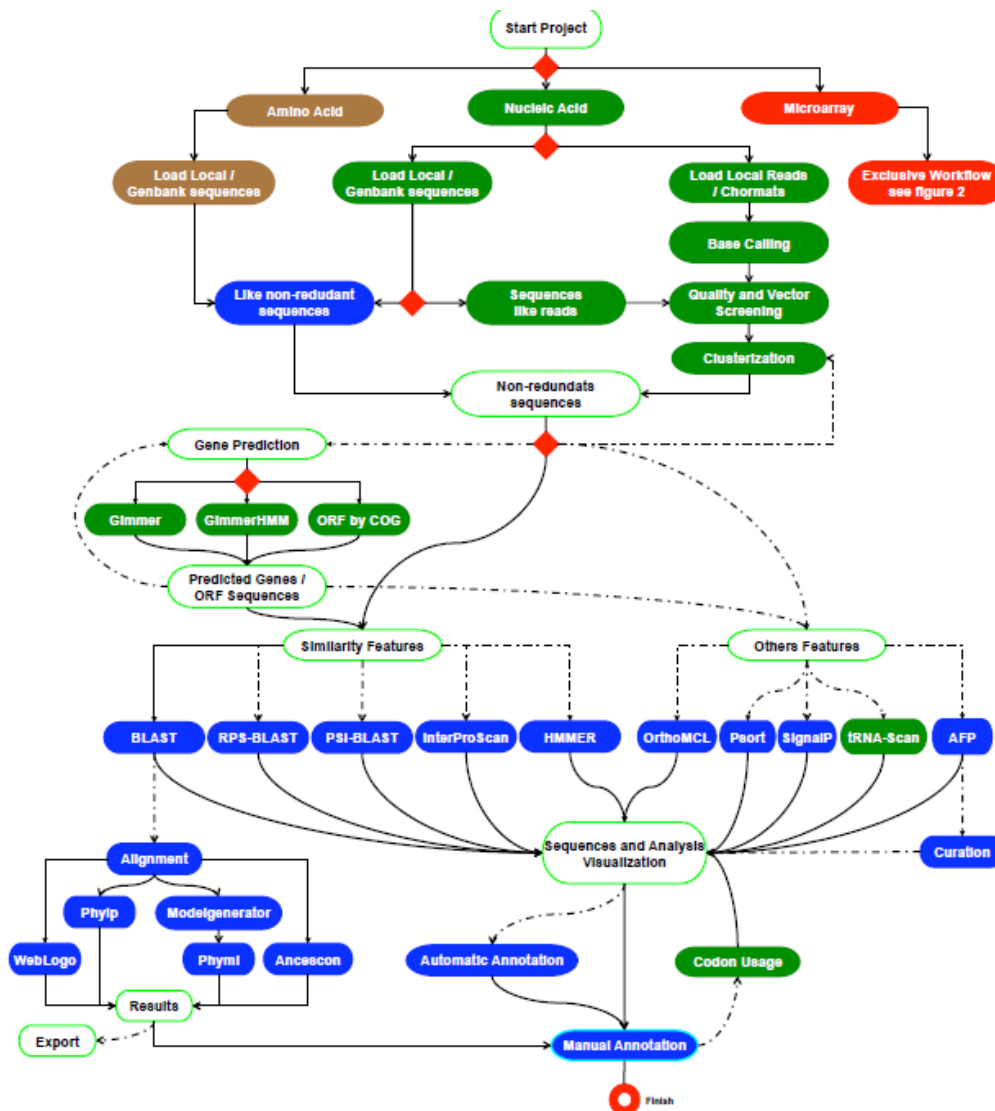 Start Project
Amino Acid
Nucleic Acid
Microarray
Load Local /
Genbank sequences
Load Local /
Genbank sequences
Load Local Reads
/ Chormats
Exclusive Workflow
see figure 2
Base Calling
Like non-redudant
sequences
Sequences
like reads
Quality and Vector
Screening
Clusterization
Non-redundats
sequences
Gene Prediction
Glmmer
GlmmerHMM
ORF by COG
Predicted Genes /
ORF Sequences
Similarity Features
Others Features
BLAST
RPS-BLAST
PSI-BLAST
InterProScan
HMMER
OrthoMCL
Psort
SignalP
tRNA-Scan
AFP
Sequences and Analysis
Visualization
Curation
Alignment
Phylp
Modelgenerator
WebLogo
Phyml
Ancescon
Automatic Annotation
Codon Usage
Results
Export
Manual Annotation
Finish